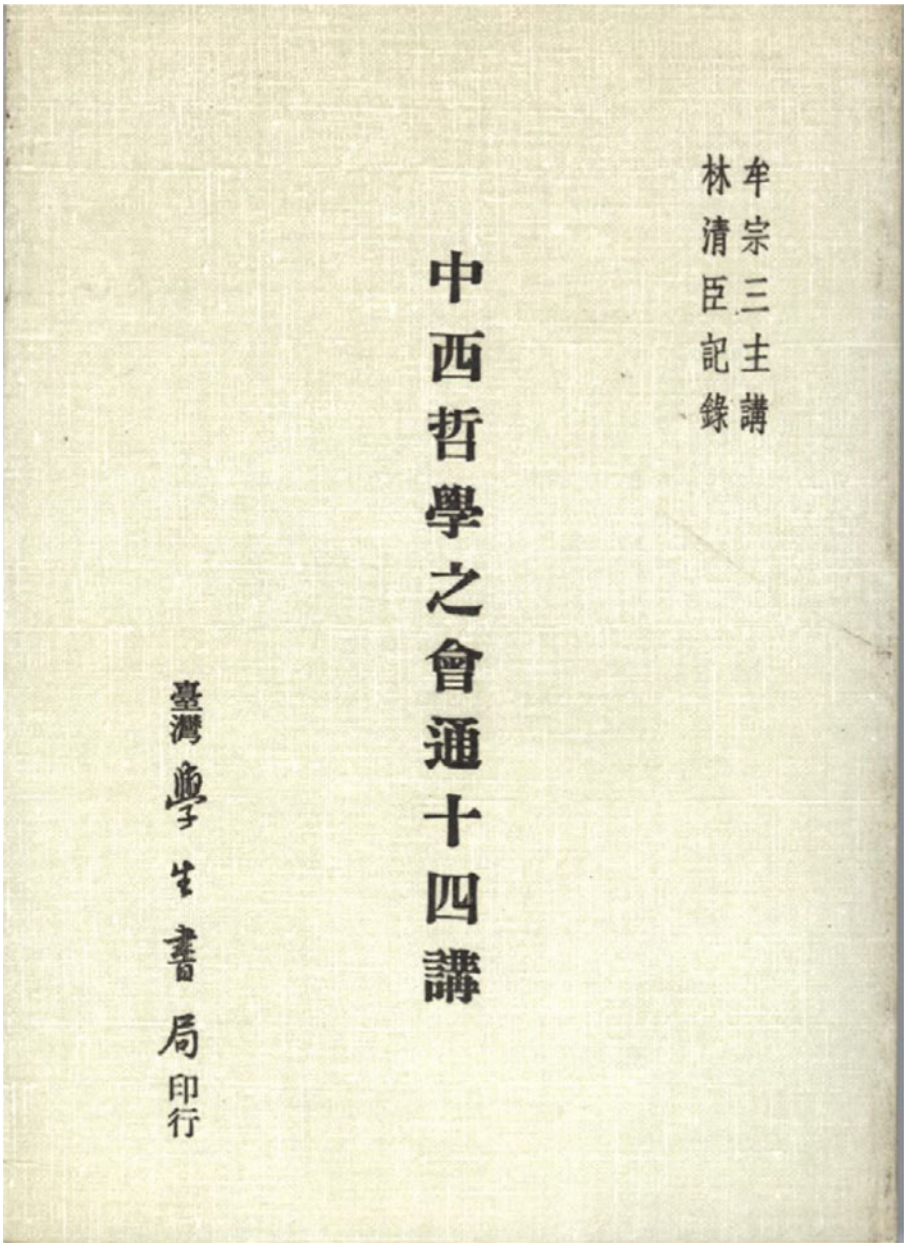 牟宗三主講
林清臣記錄
中西哲學之會通十四講
臺灣學生書局印行